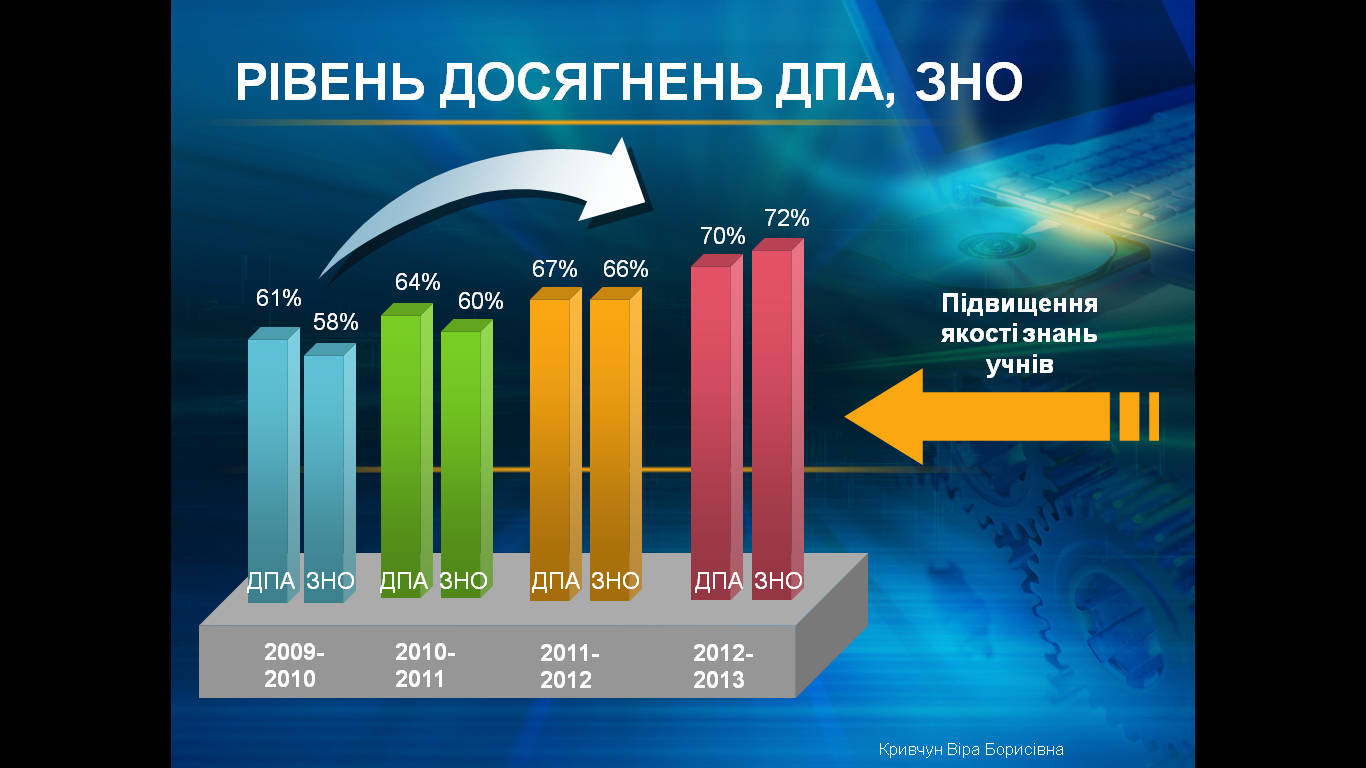 РІВЕНЬ ДОСЯГНЕНЬ ДПА, ЗНО
61%
58%
64%
60%
67%
66%
70%
72%
Підвищення
якості знань
учнів
ДПА ЗНО
ДПА ЗНО
ДПА ЗНО
ДПА ЗНО
2009-
2010
2010-
2011
2011-
2012
2012-
2013
Кривчун Віра Борисівна